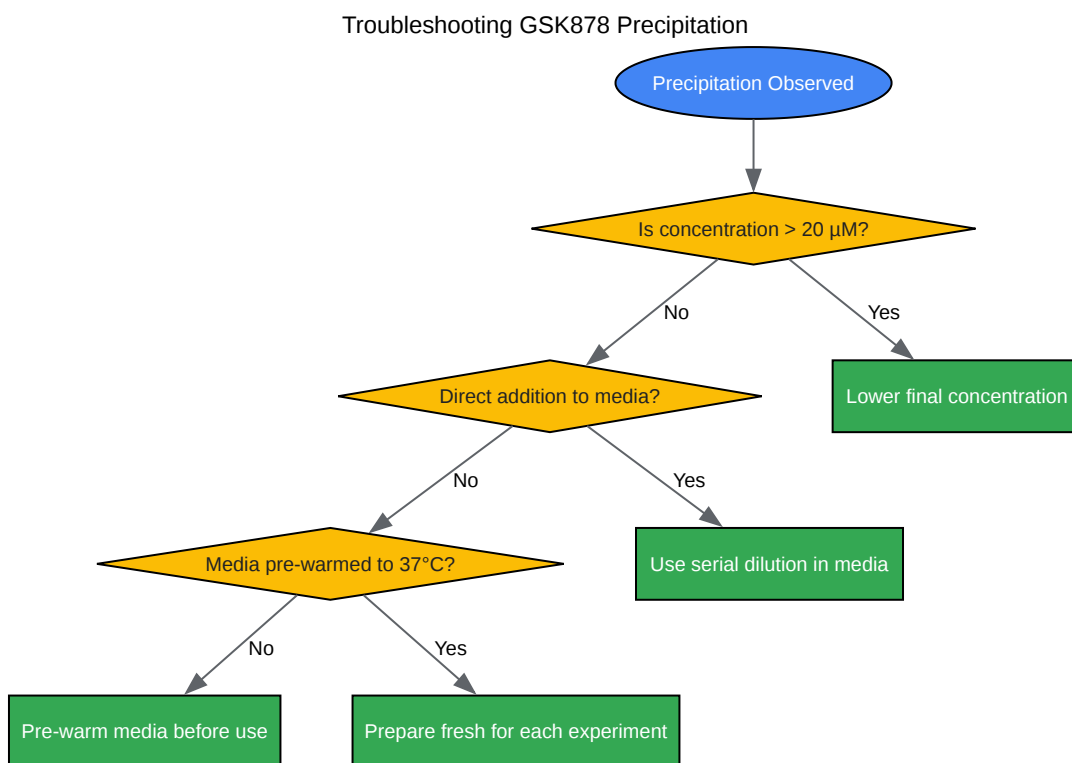 Troubleshooting GSK878 Precipitation
Precipitation Observed
Is concentration > 20 µM?
No
Yes
Direct addition to media?
Lower final concentration
No
Yes
Media pre-warmed to 37°C?
Use serial dilution in media
No
Yes
Pre-warm media before use
Prepare fresh for each experiment